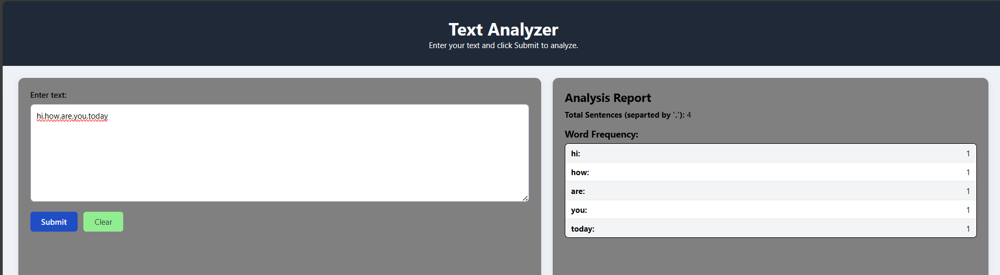 Text Analyzer
Enter your text and click Submit to analyze.
Enter text:
hi.how.are.you.today
Submit
Clear
Analysis Report
Total Sentences (separted by '.'): 4
Word Frequency:
hi: 1
how: 1
are: 1
you: 1
today: 1